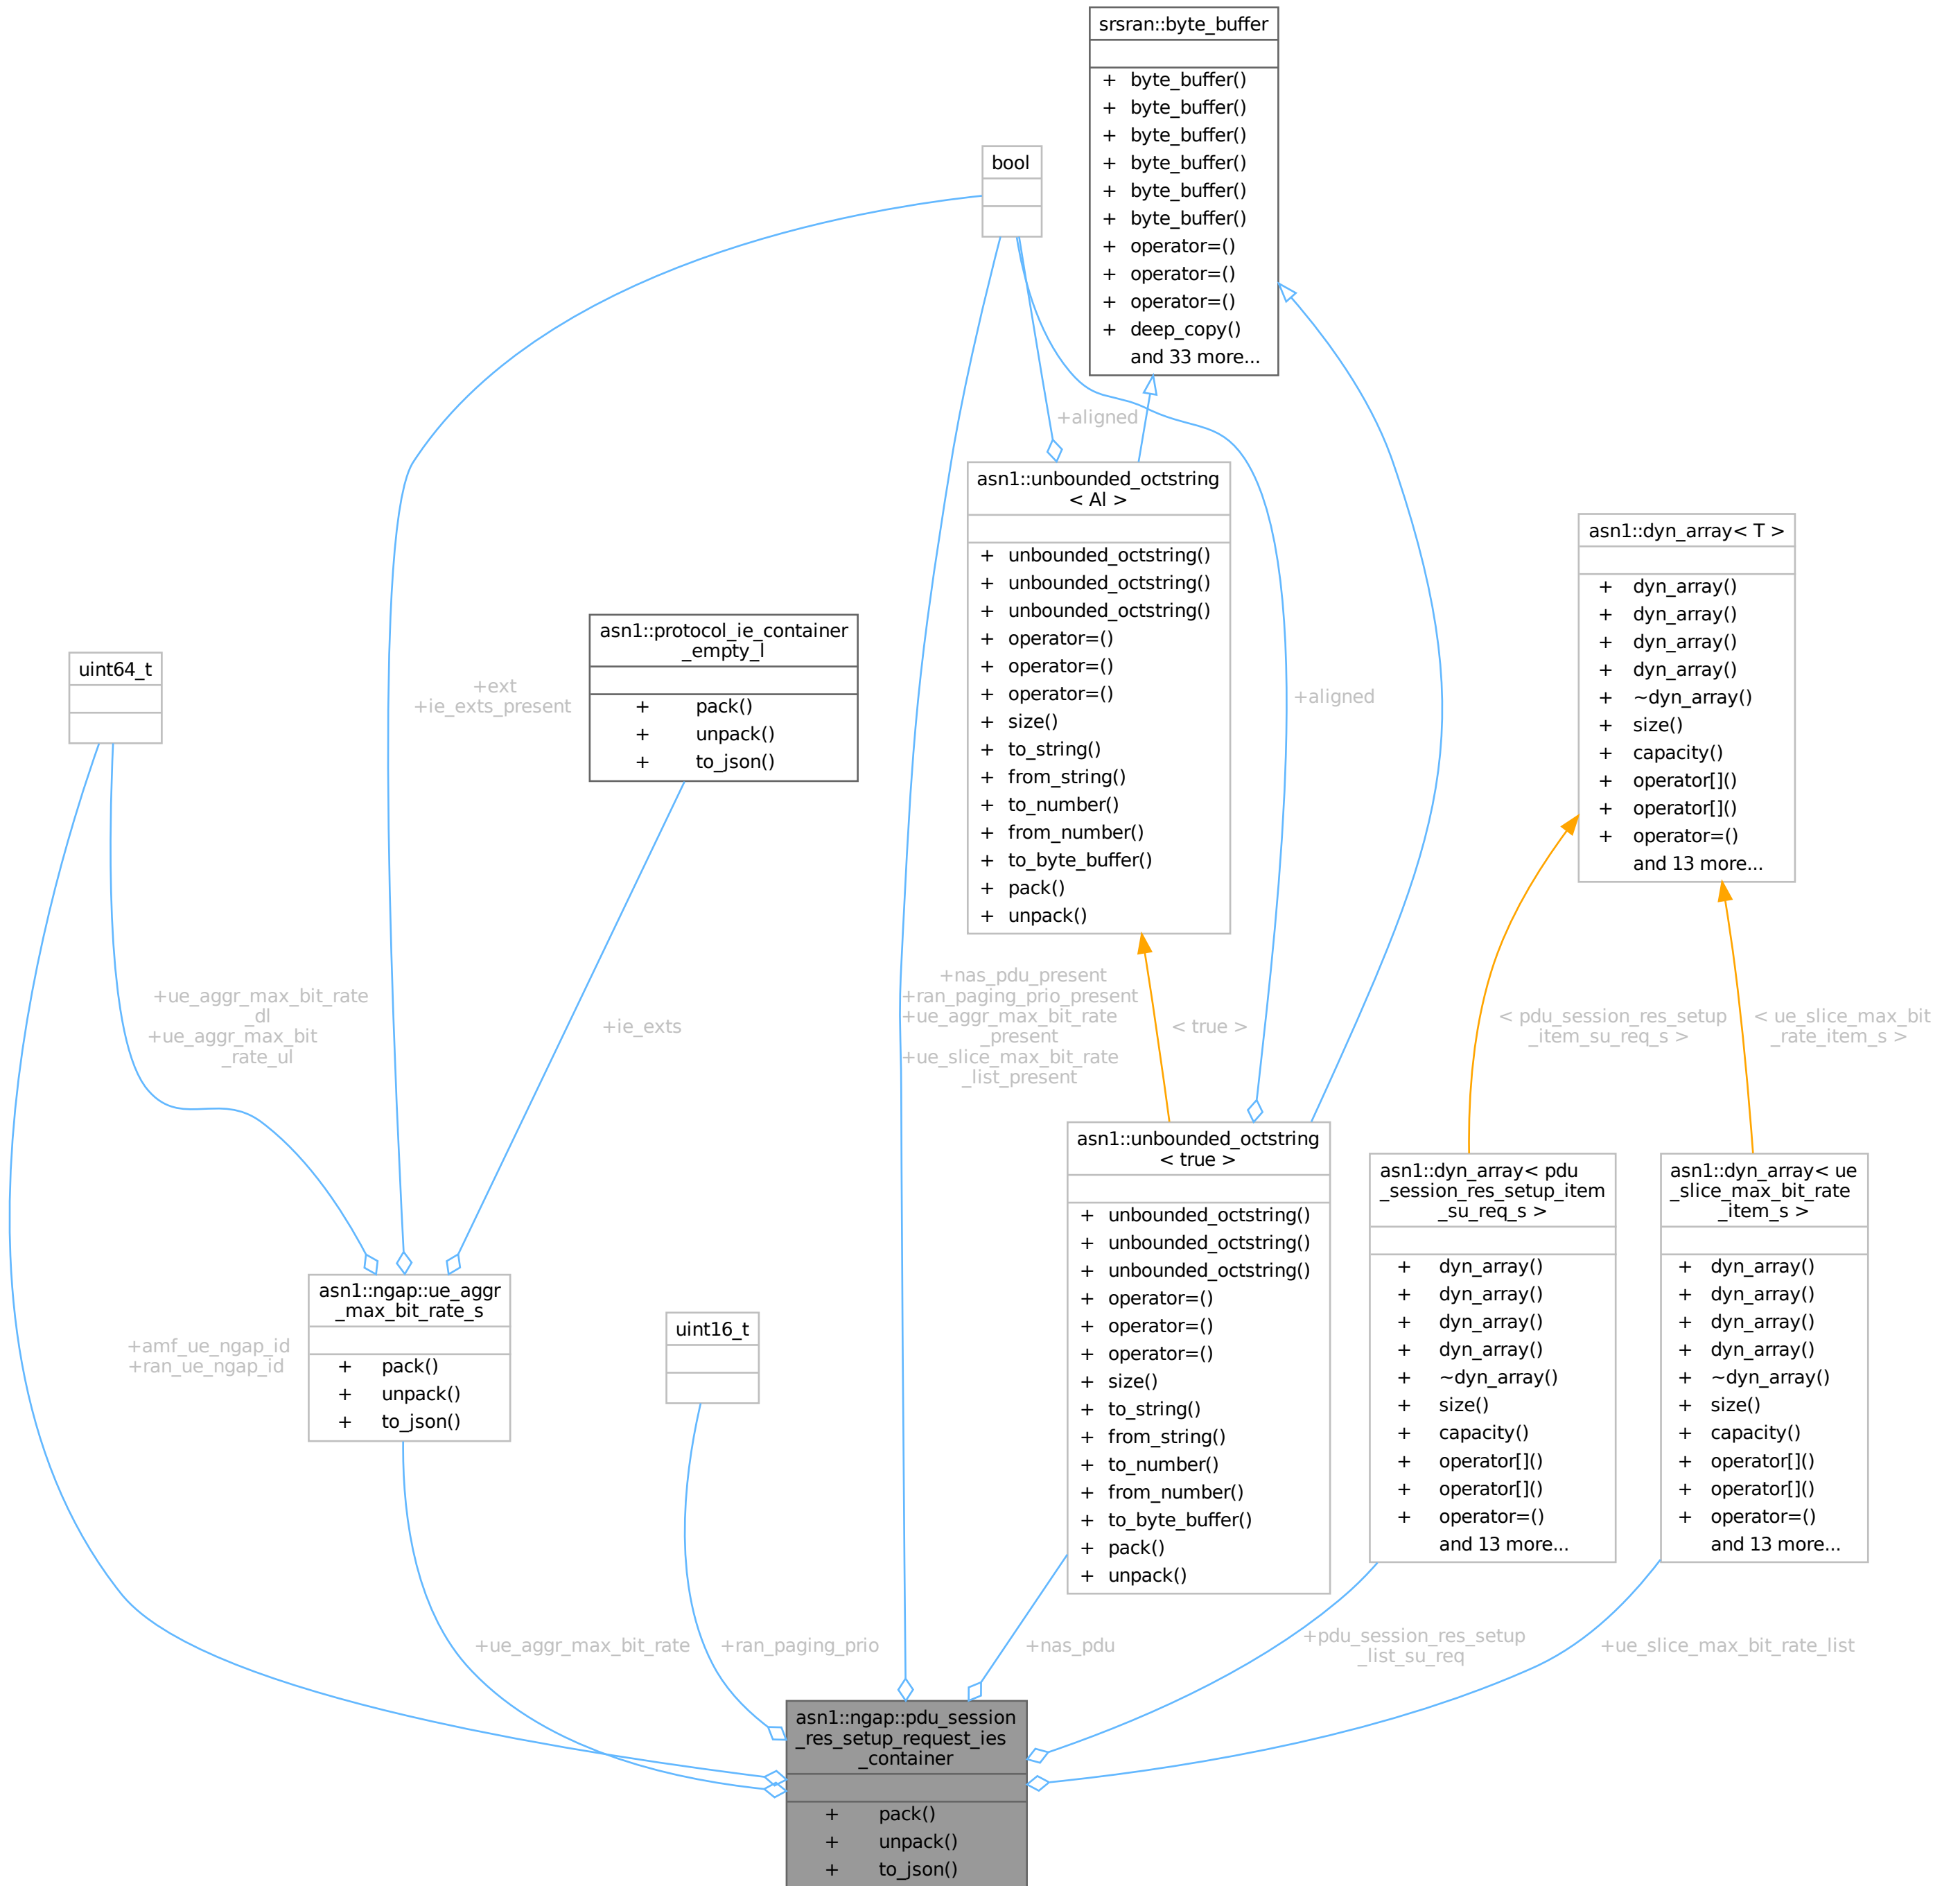 srsran::byte_buffer
+ byte_buffer()
+ byte_buffer()
+ byte_buffer()
+ byte_buffer()
+ byte_buffer()
+ byte_buffer()
+ operator=()
+ operator=()
+ operator=()
+ deep_copy()
and 33 more...
bool
+aligned
asn1::unbounded_octstring
< Al >
+ unbounded_octstring()
+ unbounded_octstring()
+ unbounded_octstring()
+ operator=()
+ operator=()
+ operator=()
+ size()
+ to_string()
+ from_string()
+ to_number()
+ from_number()
+ to_byte_buffer()
+ pack()
+ unpack()
asn1::dyn_array< T >
+ dyn_array()
+ dyn_array()
+ dyn_array()
+ dyn_array()
+ ~dyn_array()
+ size()
+ capacity()
+ operator[]()
+ operator[]()
+ operator=()
and 13 more...
asn1::protocol_ie_container
_empty_l
+ pack()
+ unpack()
+ to_json()
uint64_t
+ext
+ie_exts_present
+aligned
+ue_aggr_max_bit_rate
_dl
+ue_aggr_max_bit
_rate_ul
+ie_exts
+nas_pdu_present
+ran_paging_prio_present
+ue_aggr_max_bit_rate
_present
+ue_slice_max_bit_rate
_list_present
< true >
< pdu_session_res_setup
_item_su_req_s >
< ue_slice_max_bit
_rate_item_s >
asn1::unbounded_octstring
< true >
+ unbounded_octstring()
+ unbounded_octstring()
+ unbounded_octstring()
+ operator=()
+ operator=()
+ operator=()
+ size()
+ to_string()
+ from_string()
+ to_number()
+ from_number()
+ to_byte_buffer()
+ pack()
+ unpack()
asn1::dyn_array< pdu
_session_res_setup_item
_su_req_s >
+ dyn_array()
+ dyn_array()
+ dyn_array()
+ dyn_array()
+ ~dyn_array()
+ size()
+ capacity()
+ operator[]()
+ operator[]()
+ operator=()
and 13 more...
asn1::dyn_array< ue
_slice_max_bit_rate
_item_s >
+ dyn_array()
+ dyn_array()
+ dyn_array()
+ dyn_array()
+ ~dyn_array()
+ size()
+ capacity()
+ operator[]()
+ operator[]()
+ operator=()
and 13 more...
asn1::ngap::ue_aggr
_max_bit_rate_s
+ pack()
+ unpack()
+ to_json()
uint16_t
+amf_ue_ngap_id
+ran_ue_ngap_id
+ue_aggr_max_bit_rate
+ran_paging_prio
+nas_pdu
+pdu_session_res_setup
_list_su_req
+ue_slice_max_bit_rate_list
asn1::ngap::pdu_session
_res_setup_request_ies
_container
+ pack()
+ unpack()
+ to_json()